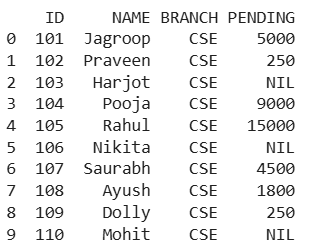 ID NAME BRANCH PENDING
0 101 Jagroop CSE 5000
1 102 Praveen CSE 250
2 103 Harjot CSE NIL
3 104 Pooja CSE 9000
4 105 Rahul CSE 15000
5 106 Nikita CSE NIL
6 107 Saurabh CSE 4500
7 108 Ayush CSE 1800
8 109 Dolly CSE 250
9 110 Mohit CSE NIL